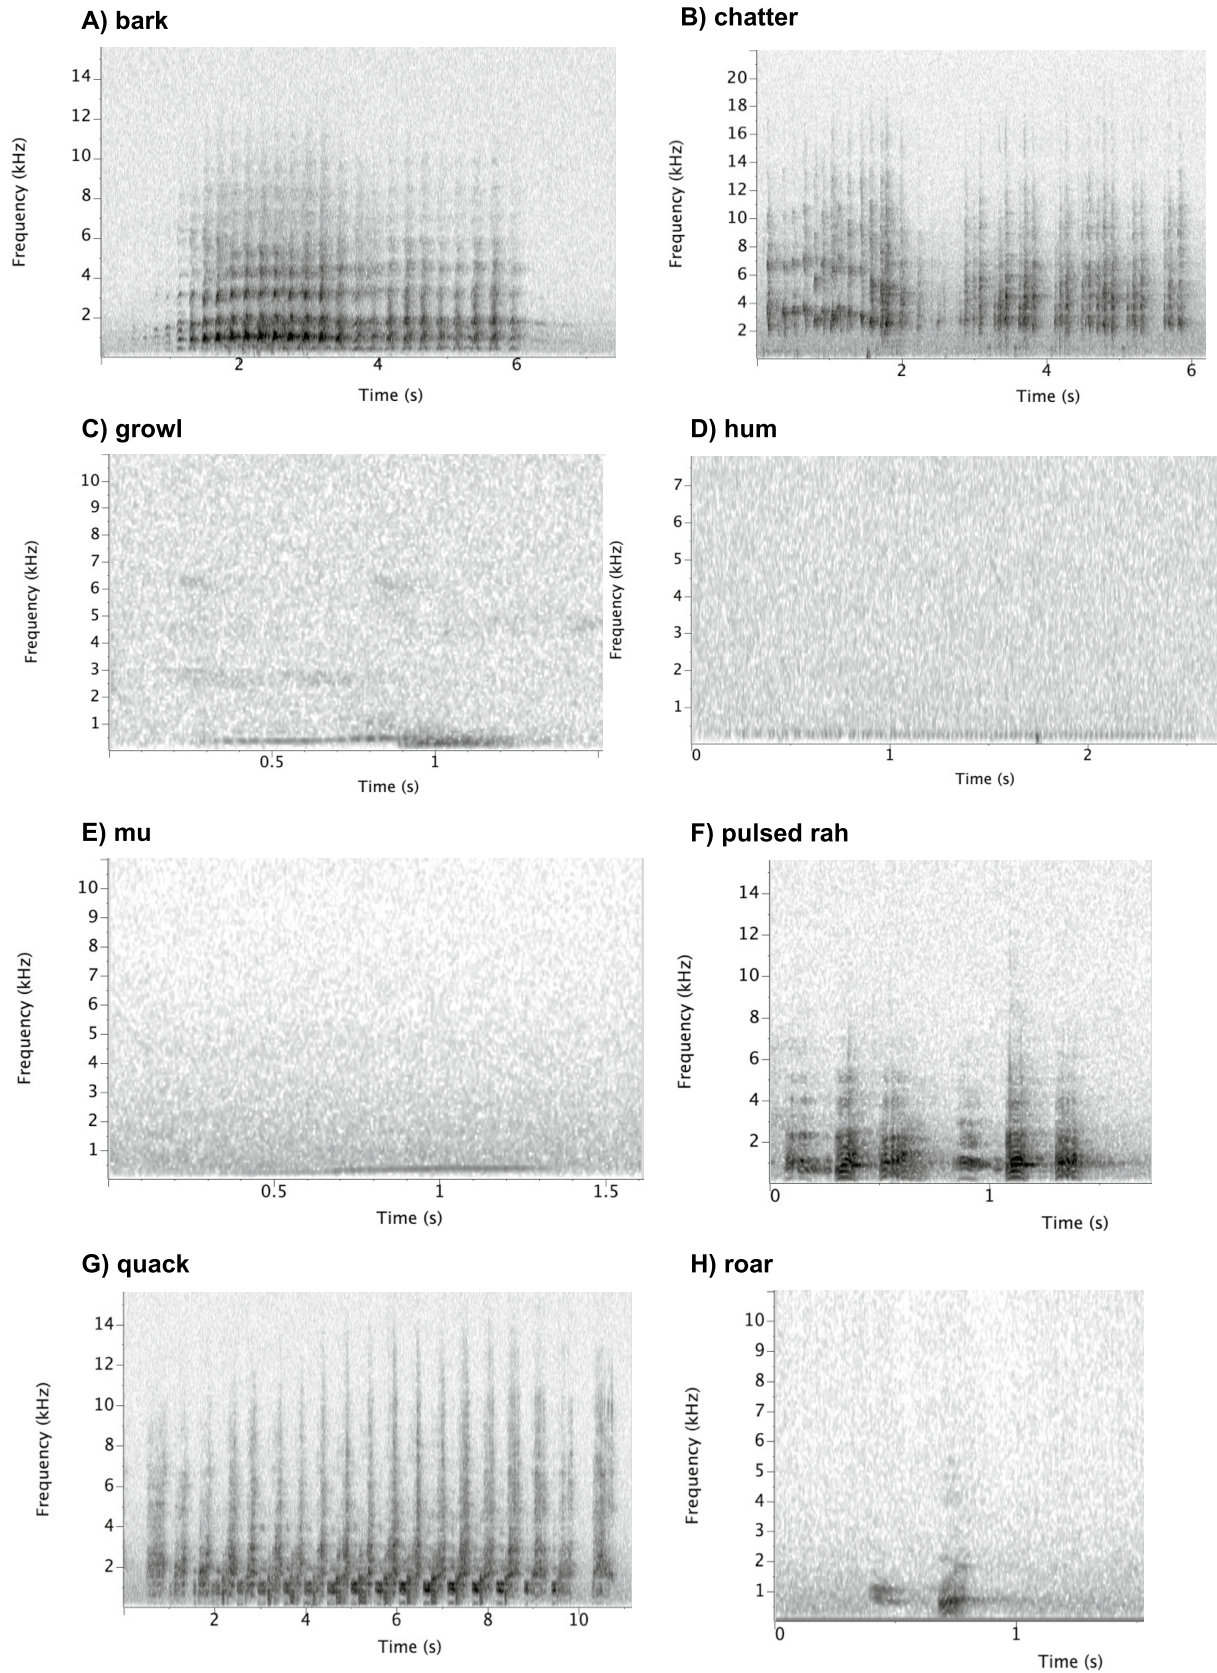 A) bark
14
12
10
8
6
4
2
Frequency (kHz)
2 4 6
Time (s)
B) chatter
20
18
16
14
12
10
8
6
4
2
Frequency (kHz)
2 4 6
Time (s)
C) growl
10
9
8
7
6
5
4
3
2
1
Frequency (kHz)
0.5 1
Time (s)
D) hum
7
6
5
4
3
2
1
Frequency (kHz)
0 1 2
Time (s)
E) mu
10
9
8
7
6
5
4
3
2
1
Frequency (kHz)
0.5 1 1.5
Time (s)
F) pulsed rah
14
12
10
8
6
4
2
Frequency (kHz)
0 1
Time (s)
G) quack
14
12
10
8
6
4
2
Frequency (kHz)
2 4 6 8 10
Time (s)
H) roar
10
9
8
7
6
5
4
3
2
1
Frequency (kHz)
0 1
Time (s)